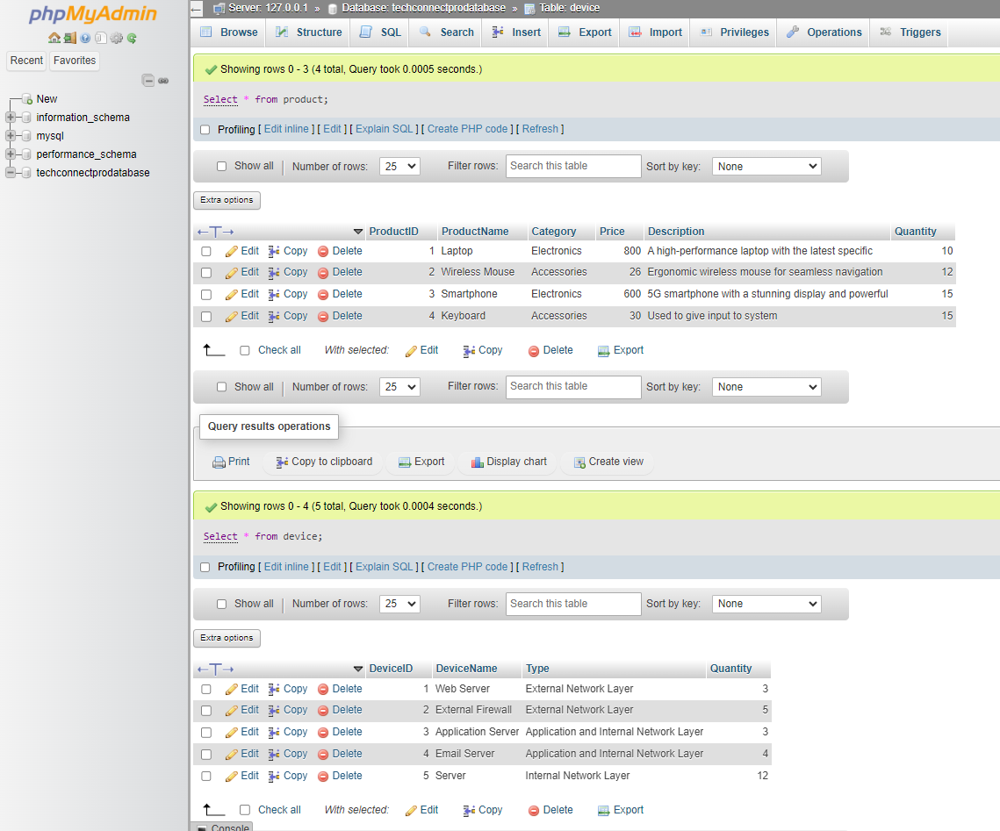 phpMyAdmin
Recent Favorites
New
information_schema
mysql
performance_schema
techconnectprodatabase
Server: 127.0.0.1 » Database: techconnectprodatabase » Table: device
Browse Structure SQL Search Insert Export Import Privileges Operations Triggers
Showing rows 0 - 3 (4 total, Query took 0.0005 seconds.)
Select * from product;
Profiling [ Edit inline ] [ Edit ] [ Explain SQL ] [ Create PHP code ] [ Refresh ]
Show all Number of rows: 25 Filter rows: Search this table Sort by key: None
Extra options
←T→ ProductID ProductName Category Price Description Quantity
Edit Copy Delete 1 Laptop Electronics 800 A high-performance laptop with the latest specific 10
Edit Copy Delete 2 Wireless Mouse Accessories 26 Ergonomic wireless mouse for seamless navigation 12
Edit Copy Delete 3 Smartphone Electronics 600 5G smartphone with a stunning display and powerful 15
Edit Copy Delete 4 Keyboard Accessories 30 Used to give input to system 15
Check all With selected: Edit Copy Delete Export
Show all Number of rows: 25 Filter rows: Search this table Sort by key: None
Query results operations
Print Copy to clipboard Export Display chart Create view
Showing rows 0 - 4 (5 total, Query took 0.0004 seconds.)
Select * from device;
Profiling [ Edit inline ] [ Edit ] [ Explain SQL ] [ Create PHP code ] [ Refresh ]
Show all Number of rows: 25 Filter rows: Search this table Sort by key: None
Extra options
←T→ DeviceID DeviceName Type Quantity
Edit Copy Delete 1 Web Server External Network Layer 3
Edit Copy Delete 2 External Firewall External Network Layer 5
Edit Copy Delete 3 Application Server Application and Internal Network Layer 3
Edit Copy Delete 4 Email Server Application and Internal Network Layer 4
Edit Copy Delete 5 Server Internal Network Layer 12
Check all With selected: Edit Copy Delete Export
Console